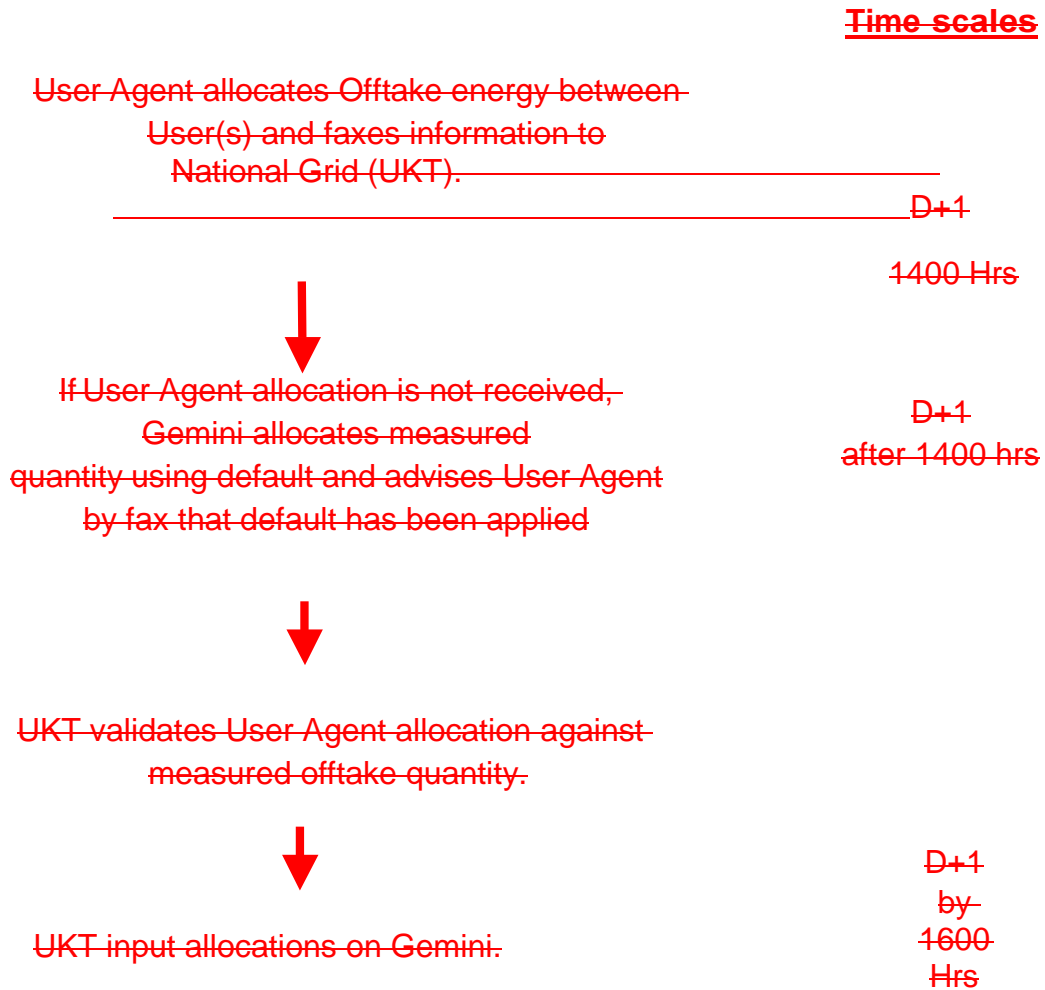 Time scales
User Agent allocates Offtake energy between
User(s) and faxes information to
National Grid (UKT).
D+1
1400 Hrs
If User Agent allocation is not received,
Gemini allocates measured
quantity using default and advises User Agent
by fax that default has been applied
D+1
after 1400 hrs
UKT validates User Agent allocation against
measured offtake quantity.
UKT input allocations on Gemini.
D+1
by
1600
Hrs